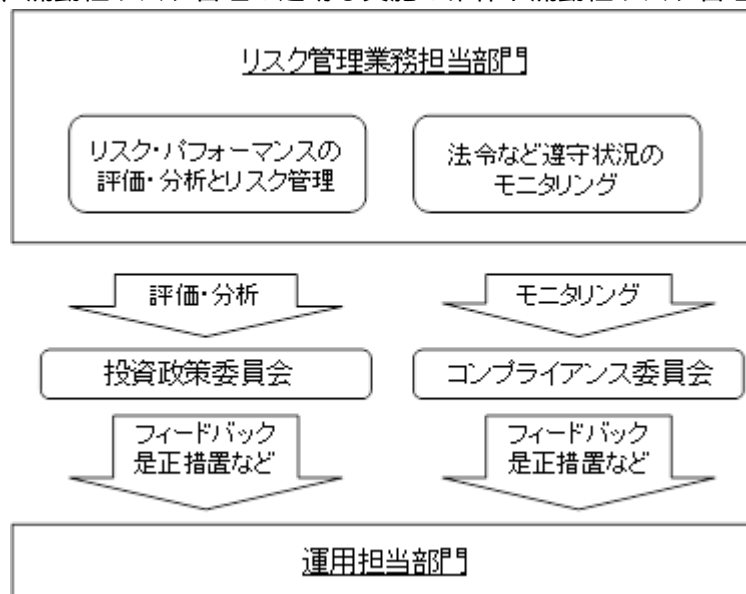 リスク管理業務担当部門
リスク・パフォーマンスの
評価・分析とリスク管理
法令など遵守状況の
モニタリング
評価・分析
モニタリング
投資政策委員会
コンプライアンス委員会
フィードバック
是正措置など
フィードバック
是正措置など
運用担当部門